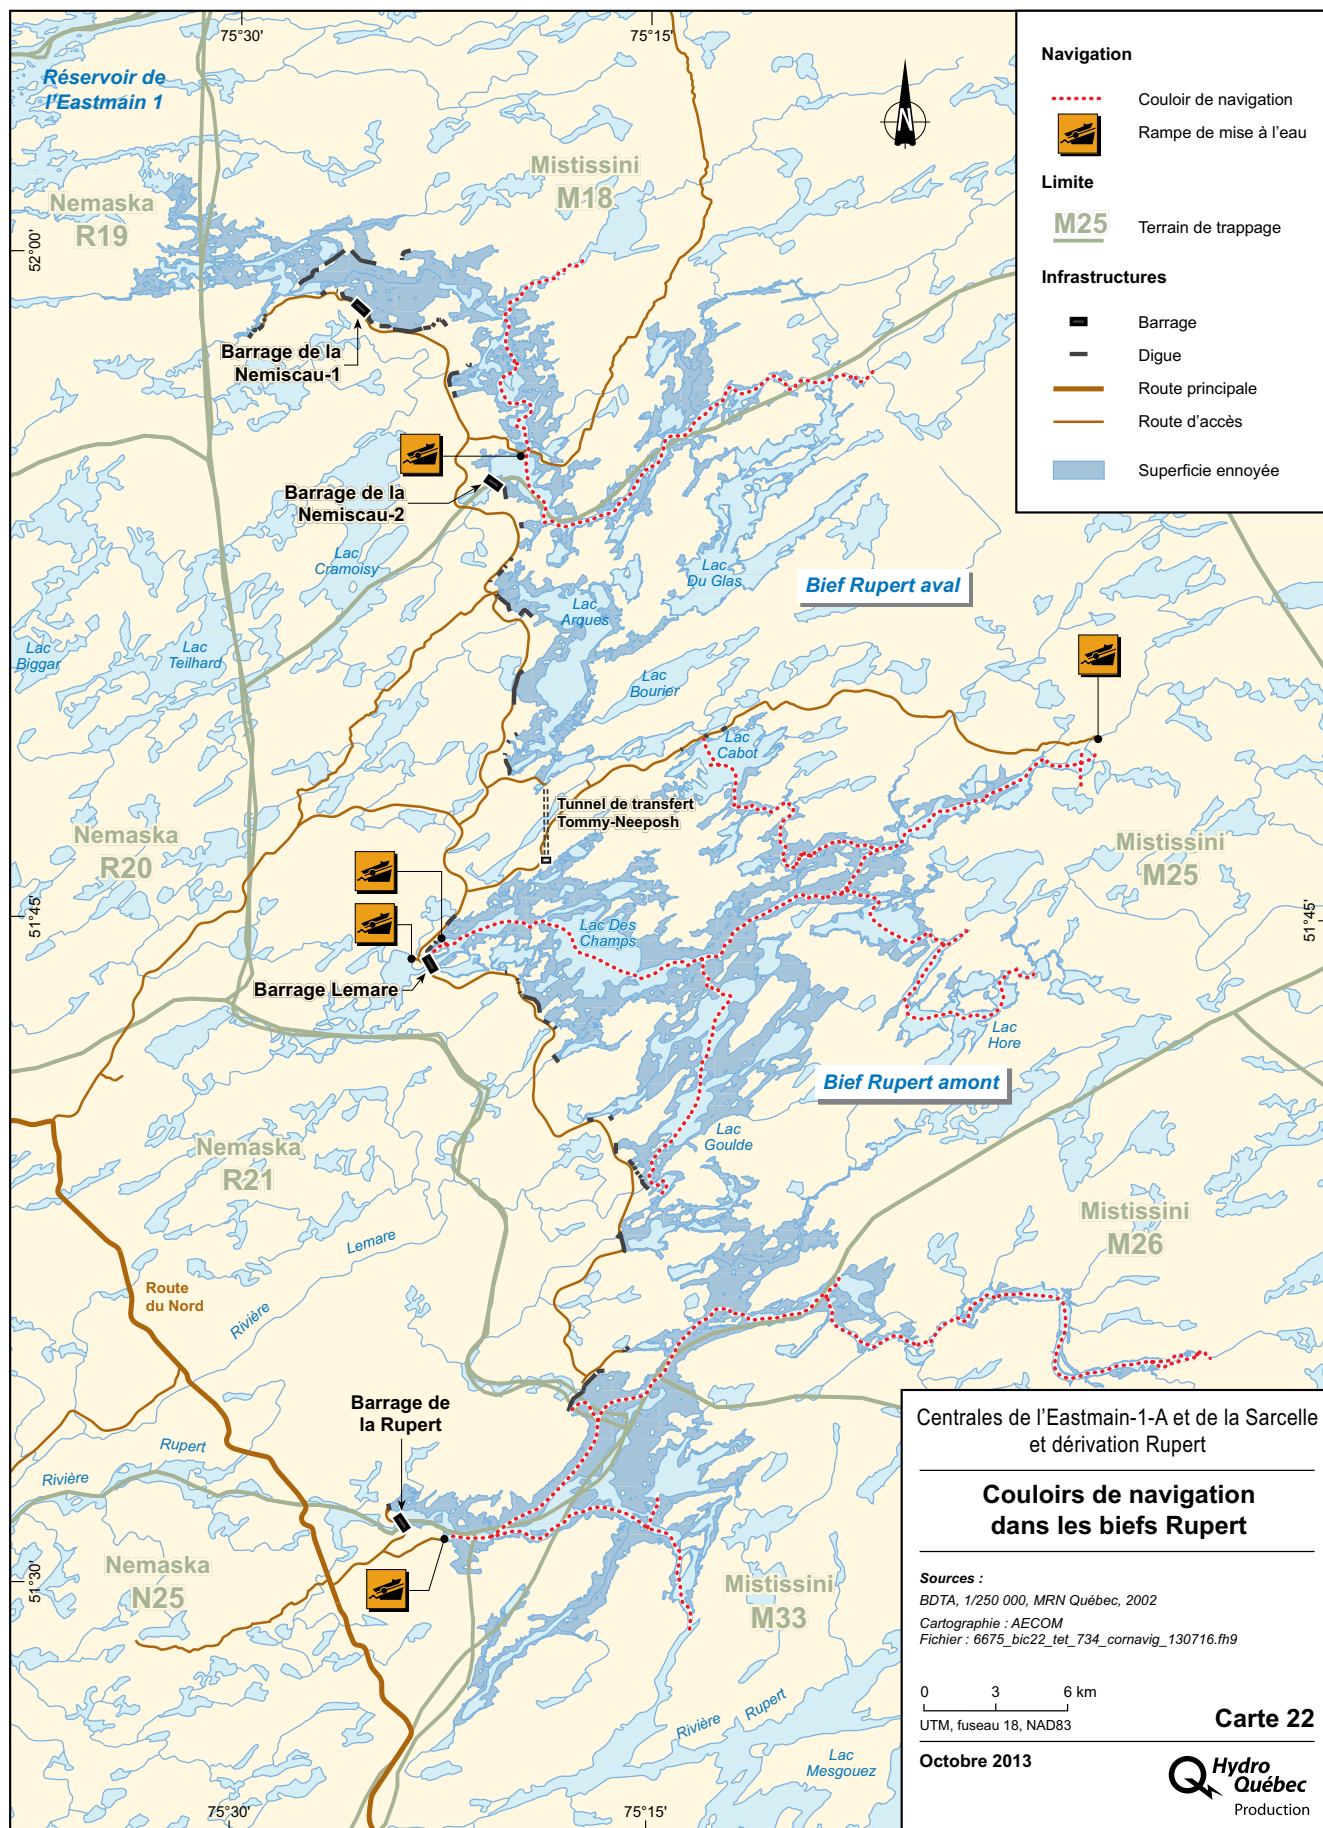 75°30'
75°15'
Réservoir de
l'Eastmain 1
Nemaska
R19
Mistissini
M18
52°00'
Barrage de la
Nemiscau-1
Barrage de la
Nemiscau-2
Lac
Cramoisy
Lac
Du Glas
Bief Rupert aval
Lac
Arques
Lac
Biggar
Lac
Teilhard
Lac
Bourier
Lac
Cabot
Tunnel de transfert
Tommy-Neeposh
Nemaska
R20
Mistissini
M25
51°45'
51°45'
Lac Des
Champs
Barrage Lemare
Lac
Hore
Bief Rupert amont
Lac
Goulde
Nemaska
R21
Mistissini
M26
Rivière Lemare
Route
du Nord
Barrage de
la Rupert
Rivière Rupert
51°30'
Nemaska
N25
Mistissini
M33
Rivière Rupert
Lac
Mesgouez
75°30'
75°15'
Navigation
Couloir de navigation
Rampe de mise à l'eau
Limite
M25
Terrain de trappage
Infrastructures
Barrage
Digue
Route principale
Route d'accès
Superficie ennoyée
N
Centrales de l'Eastmain-1-A et de la Sarcelle
et dérivation Rupert
Couloirs de navigation
dans les biefs Rupert
Sources :
BDTA, 1/250 000, MRN Québec, 2002
Cartographie : AECOM
Fichier : 6675_bic22_tet_734_cornavig_130716.fh9
0 3 6 km
UTM, fuseau 18, NAD83
Carte 22
Octobre 2013
Hydro
Québec
Production